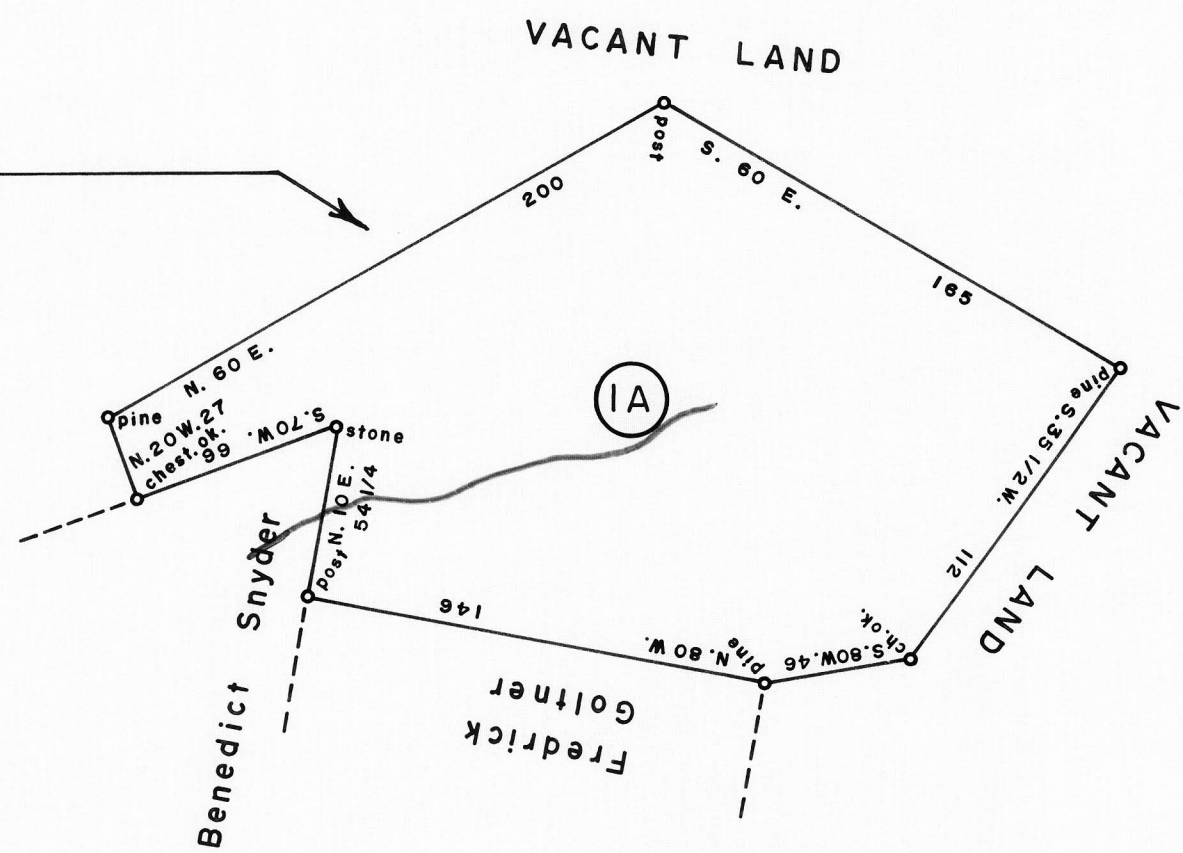 VACANT LAND
post
S. 60 E.
165
200
N. 60 E.
pine
N. 20 W. 27
chest. ok.
S. 70 W.
99
stone
post N. 10 E.
54 1/4
1A
pine S. 35 1/2 W.
112
VACANT LAND
ch. ok.
S. 80 W. 46
pine
N. 80 W.
146
Fredrick
Goltner
Benedict Snyder